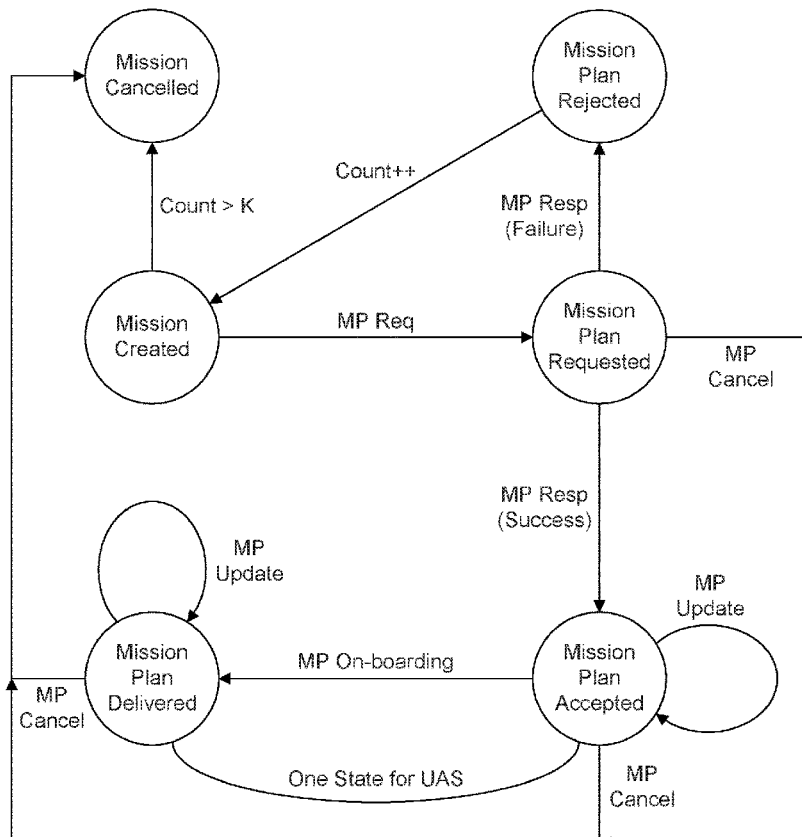 Mission
Cancelled
Mission
Plan
Rejected
Count++
Count > K
MP Resp
(Failure)
Mission
Created
MP Req
Mission
Plan
Requested
MP
Cancel
MP Resp
(Success)
MP
Update
MP
Update
Mission
Plan
Delivered
MP On-boarding
Mission
Plan
Accepted
MP
Cancel
One State for UAS
MP
Cancel